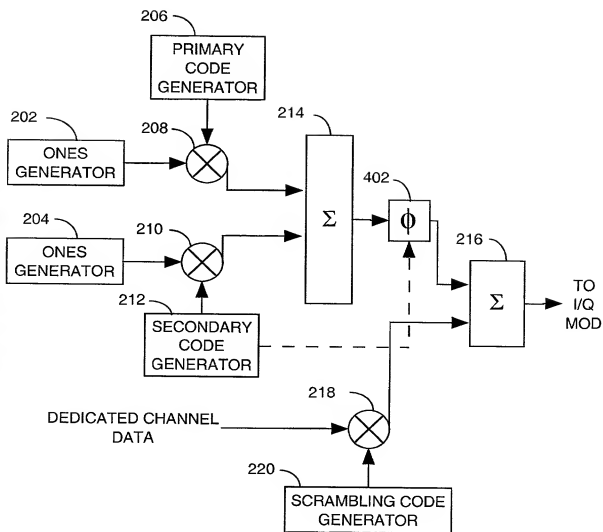 206
PRIMARY
CODE
GENERATOR
202
208
214
ONES
GENERATOR
402
204
Σ
ϕ
210
216
ONES
GENERATOR
212
Σ
TO
I/Q
MOD
SECONDARY
CODE
GENERATOR
218
DEDICATED CHANNEL
DATA
220
SCRAMBLING CODE
GENERATOR